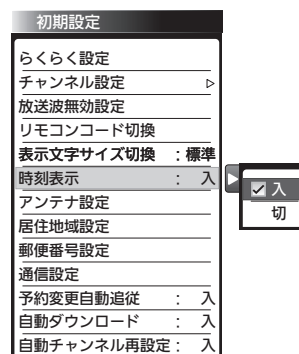 初期設定
らくらく設定
チャンネル設定
放送波無効設定
リモコンコード切換
表示文字サイズ切換 : 標準
時刻表示 : 入
入
切
アンテナ設定
居住地域設定
郵便番号設定
通信設定
予約変更自動追従 : 入
自動ダウンロード : 入
自動チャンネル再設定 : 入